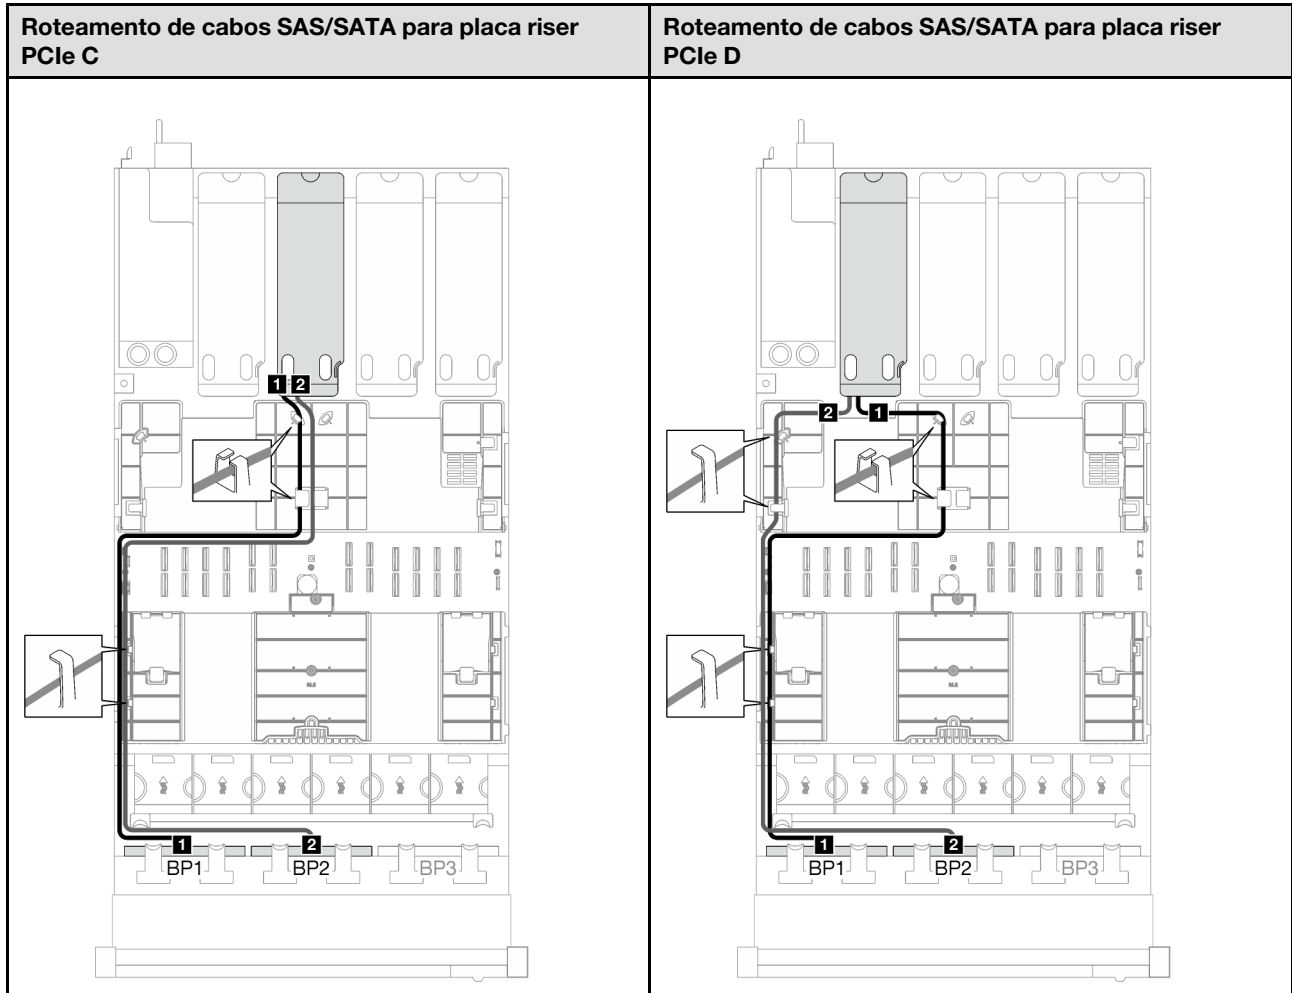 Roteamento de cabos SAS/SATA para placa riser
PCIe C
Roteamento de cabos SAS/SATA para placa riser
PCIe D
1 2
2 1
1 2
BP1 BP2 BP3
1 2
BP1 BP2 BP3